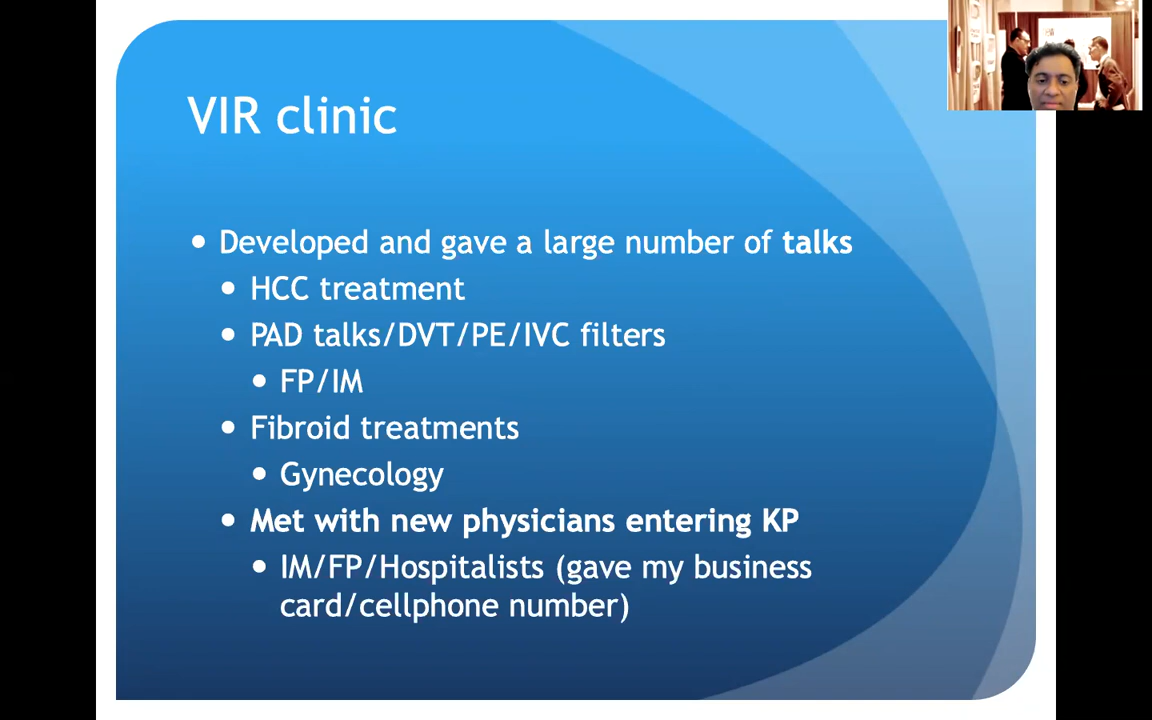 VIR clinic
• Developed and gave a large number of talks
• HCC treatment
• PAD talks/DVT/PE/IVC filters
• FP/IM
• Fibroid treatments
• Gynecology
• Met with new physicians entering KP
• IM/FP/Hospitalists (gave my business
card/cellphone number)